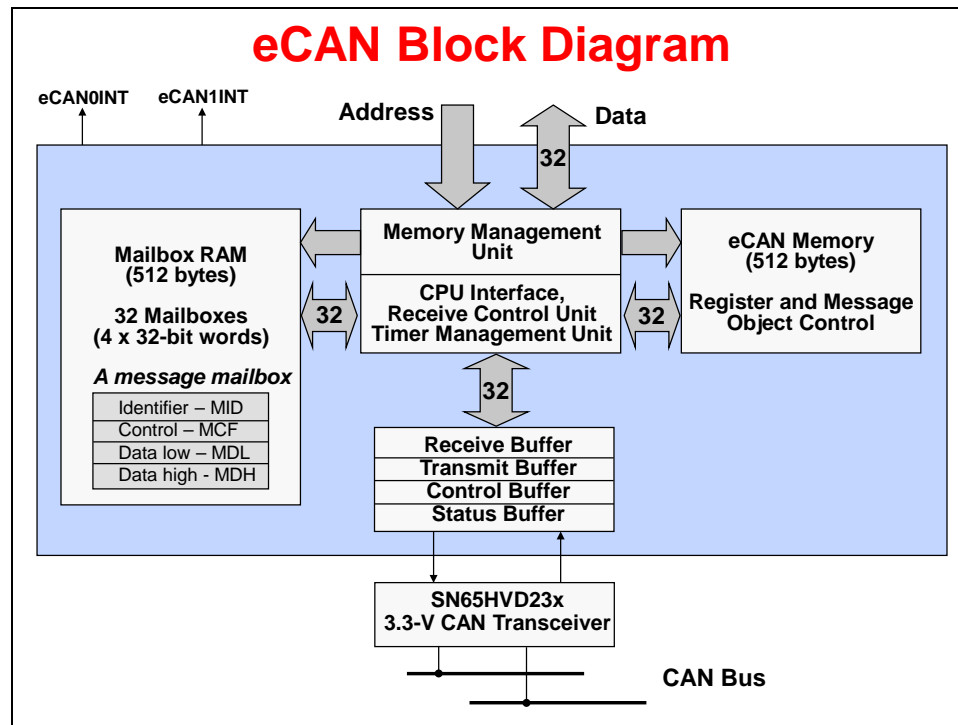 eCAN Block Diagram
eCAN0INT
eCAN1INT
Address
Data
32
Mailbox RAM
(512 bytes)
32 Mailboxes
(4 x 32-bit words)
A message mailbox
Identifier – MID
Control – MCF
Data low – MDL
Data high - MDH
32
Memory Management
Unit
CPU Interface,
Receive Control Unit
Timer Management Unit
32
eCAN Memory
(512 bytes)
Register and Message
Object Control
32
Receive Buffer
Transmit Buffer
Control Buffer
Status Buffer
SN65HVD23x
3.3-V CAN Transceiver
CAN Bus